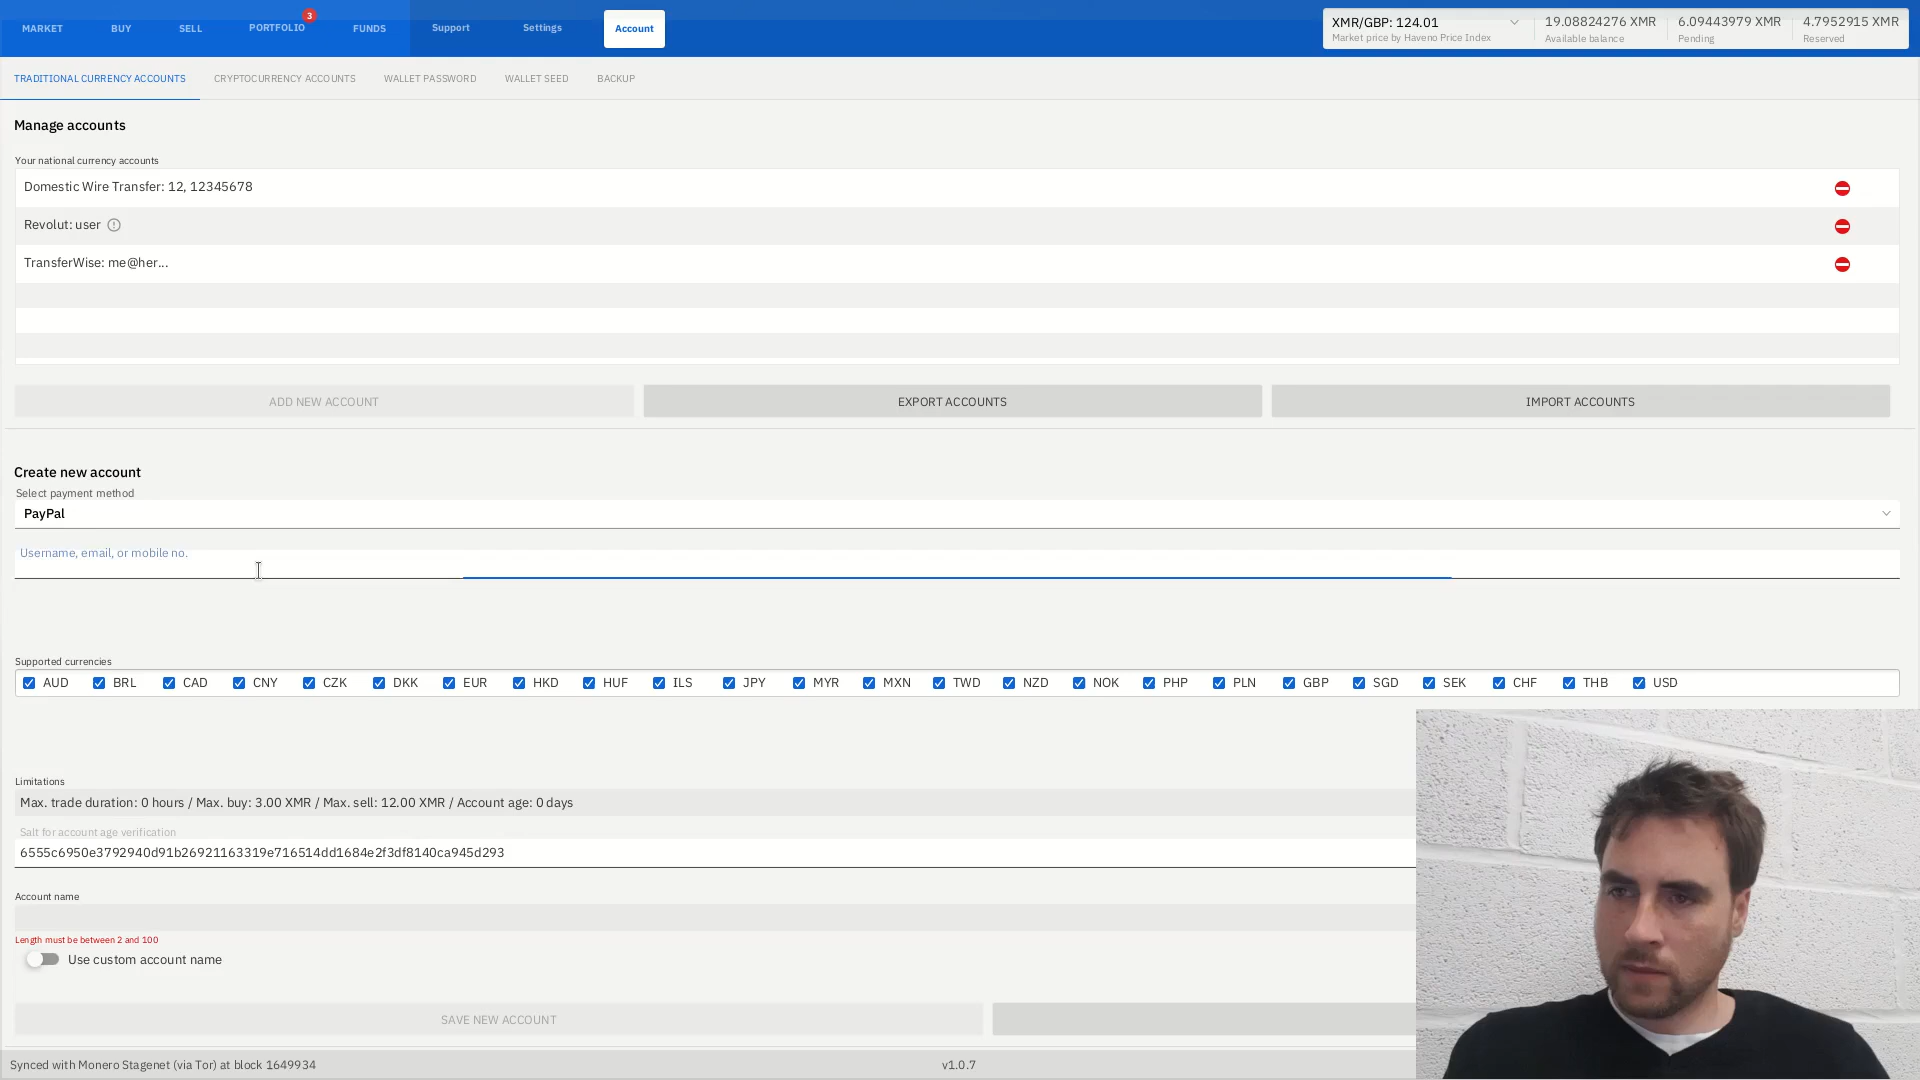 MARKET BUY SELL PORTFOLIO 3 FUNDS Support Settings Account
XMR/GBP: 124.01
Market price by Haveno Price Index
19.08824276 XMR
Available balance
6.09443979 XMR
Pending
4.7952915 XMR
Reserved
TRADITIONAL CURRENCY ACCOUNTS CRYPTOCURRENCY ACCOUNTS WALLET PASSWORD WALLET SEED BACKUP
Manage accounts
Your national currency accounts
Domestic Wire Transfer: 12, 12345678
Revolut: user
TransferWise: me@her...
ADD NEW ACCOUNT EXPORT ACCOUNTS IMPORT ACCOUNTS
Create new account
Select payment method
PayPal
Username, email, or mobile no.
Supported currencies
AUD BRL CAD CNY CZK DKK EUR HKD HUF ILS JPY MYR MXN TWD NZD NOK PHP PLN GBP SGD SEK CHF THB USD
Limitations
Max. trade duration: 0 hours / Max. buy: 3.00 XMR / Max. sell: 12.00 XMR / Account age: 0 days
Salt for account age verification
6555c6950e3792940d91b26921163319e716514dd1684e2f3df8140ca945d293
Account name
Length must be between 2 and 100
Use custom account name
SAVE NEW ACCOUNT
Synced with Monero Stagenet (via Tor) at block 1649934
v1.0.7